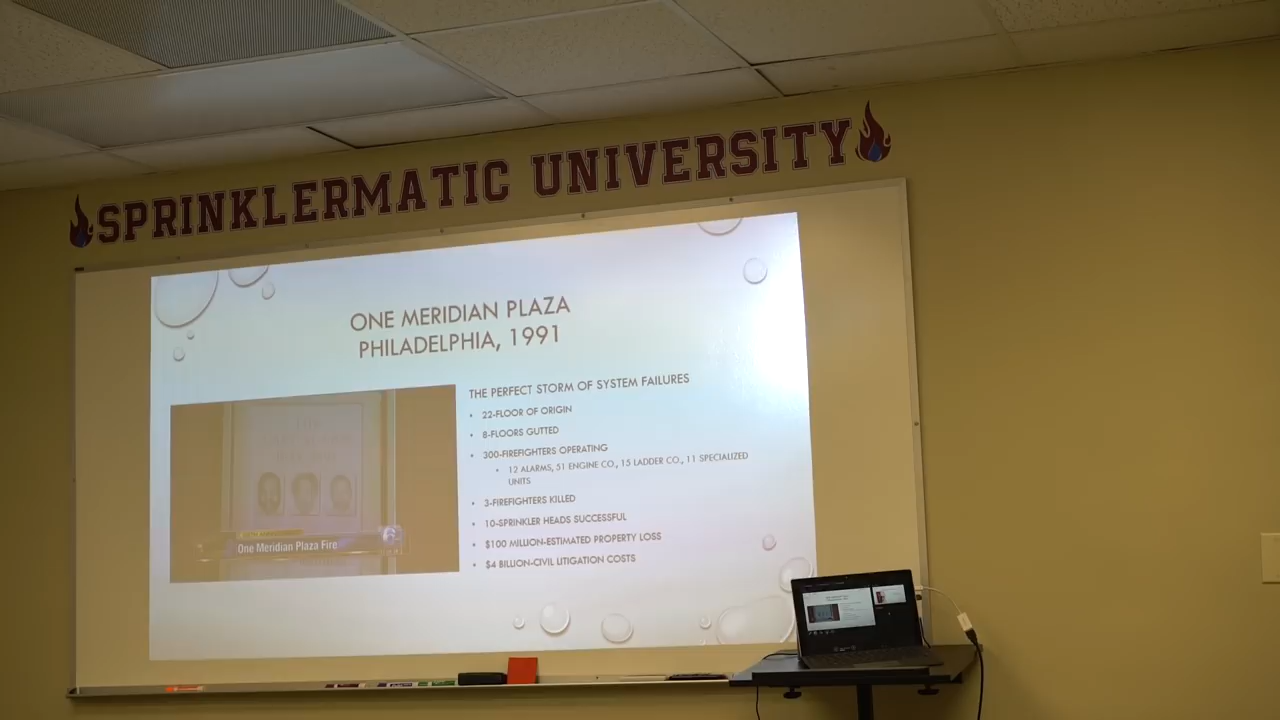 SPRINKLERMATIC UNIVERSITY
ONE MERIDIAN PLAZA
PHILADELPHIA, 1991
THE PERFECT STORM OF SYSTEM FAILURES
• 22-FLOOR OF ORIGIN
• 8-FLOORS GUTTED
• 300-FIREFIGHTERS OPERATING
• 12 ALARMS, 51 ENGINE CO., 15 LADDER CO., 11 SPECIALIZED
UNITS
• 3-FIREFIGHTERS KILLED
• 10-SPRINKLER HEADS SUCCESSFUL
• $100 MILLION-ESTIMATED PROPERTY LOSS
• $4 BILLION-CIVIL LITIGATION COSTS
One Meridian Plaza Fire